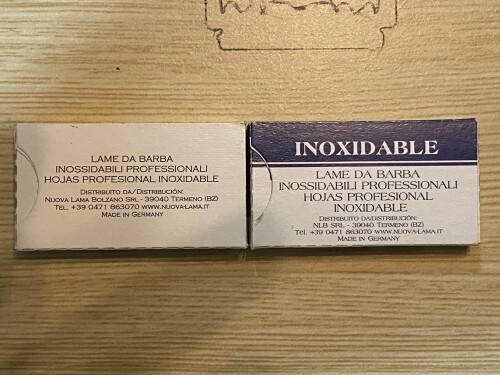 LAME DA BARBA
INOSSIDABILI PROFESSIONALI
HOJAS PROFESIONAL INOXIDABLE
DISTRIBUITO DA/DISTRIBUCIÓN:
NUOVA LAMA BOLZANO SRL - 39040 TERMENO (BZ)
TEL. +39 0471 863070 WWW.NUOVA-LAMA.IT
MADE IN GERMANY
INOXIDABLE
LAME DA BARBA
INOSSIDABILI PROFESSIONALI
HOJAS PROFESIONAL
INOXIDABLE
DISTRIBUITO DA/DISTRIBUCIÓN:
NLB SRL - 39040 TERMENO (BZ)
Tél. +39 0471 863070 WWW.NUOVA-LAMA.IT
MADE IN GERMANY